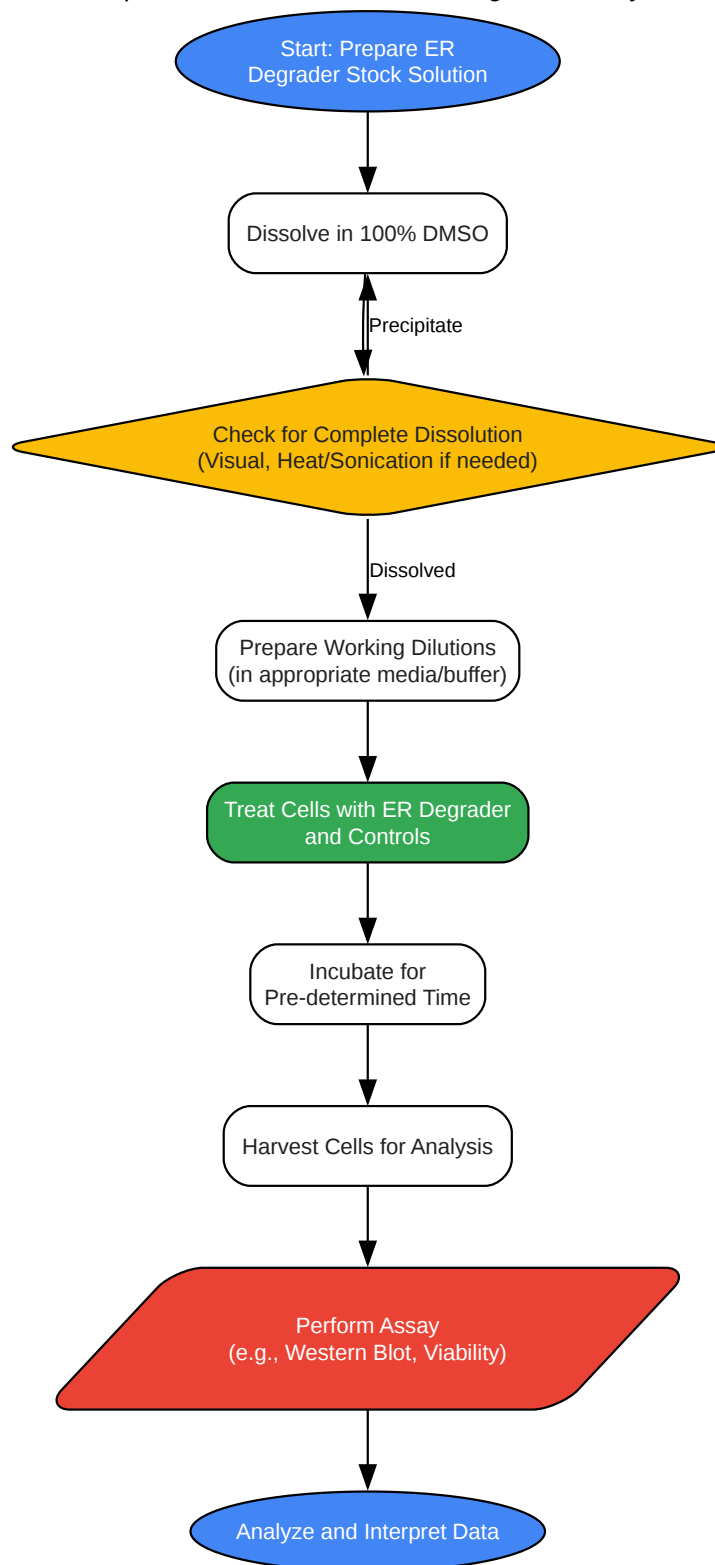 Start: Prepare ER
Degrader Stock Solution
Dissolve in 100% DMSO
Precipitate
Check for Complete Dissolution
(Visual, Heat/Sonication if needed)
Dissolved
Prepare Working Dilutions
(in appropriate media/buffer)
Treat Cells with ER Degrader
and Controls
Incubate for
Pre-determined Time
Harvest Cells for Analysis
Perform Assay
(e.g., Western Blot, Viability)
Analyze and Interpret Data